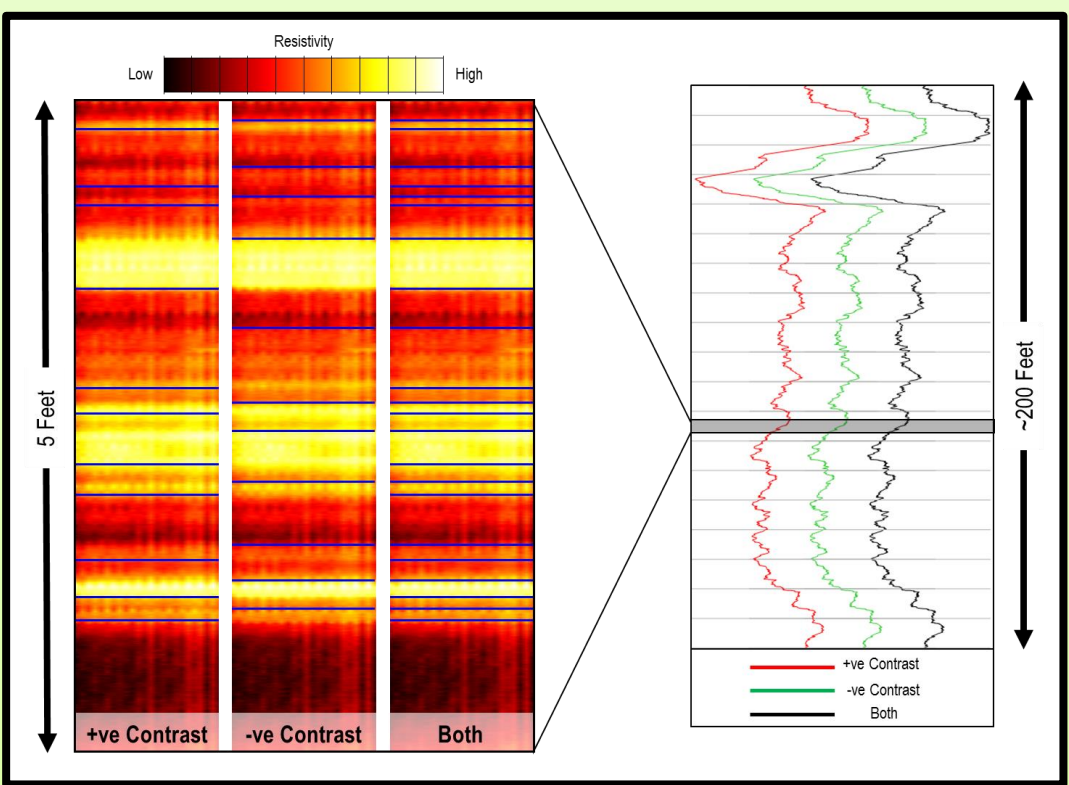 Resistivity
Low
High
5 Feet
+ve Contrast
-ve Contrast
Both
~200 Feet
+ve Contrast
-ve Contrast
Both